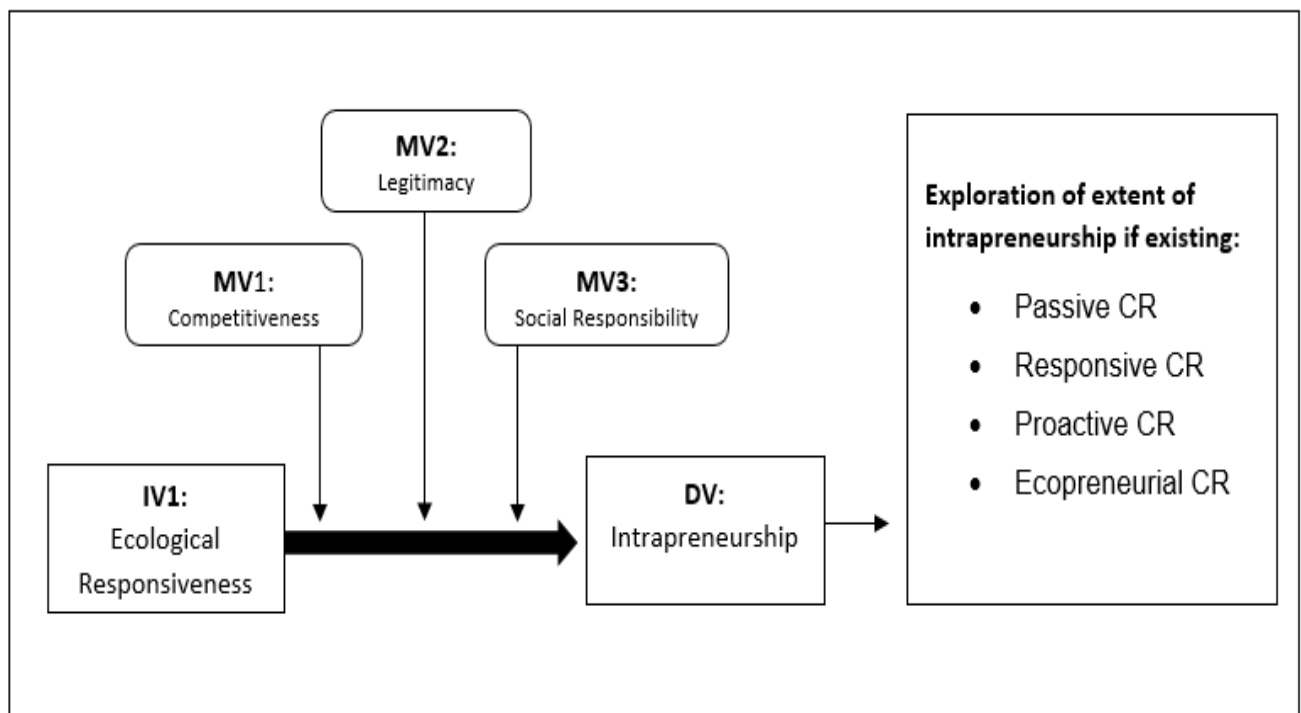 MV2:
Legitimacy
MV1:
Competitiveness
MV3:
Social Responsibility
IV1:
Ecological
Responsiveness
DV:
Intrapreneurship
Exploration of extent of
intrapreneurship if existing:
• Passive CR
• Responsive CR
• Proactive CR
• Ecopreneurial CR